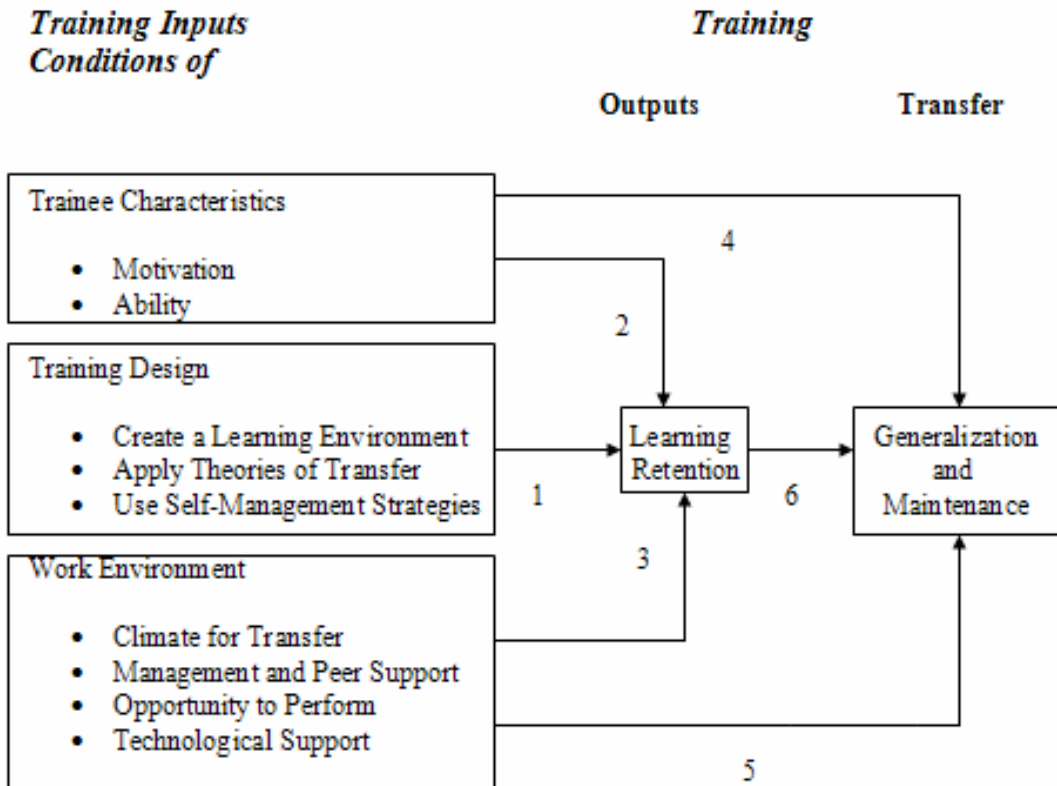 Training Inputs
Conditions of
Training
Outputs
Transfer
Trainee Characteristics
• Motivation
• Ability
4
2
Training Design
• Create a Learning Environment
• Apply Theories of Transfer
• Use Self-Management Strategies
1
Learning
Retention
6
Generalization
and
Maintenance
3
Work Environment
• Climate for Transfer
• Management and Peer Support
• Opportunity to Perform
• Technological Support
5